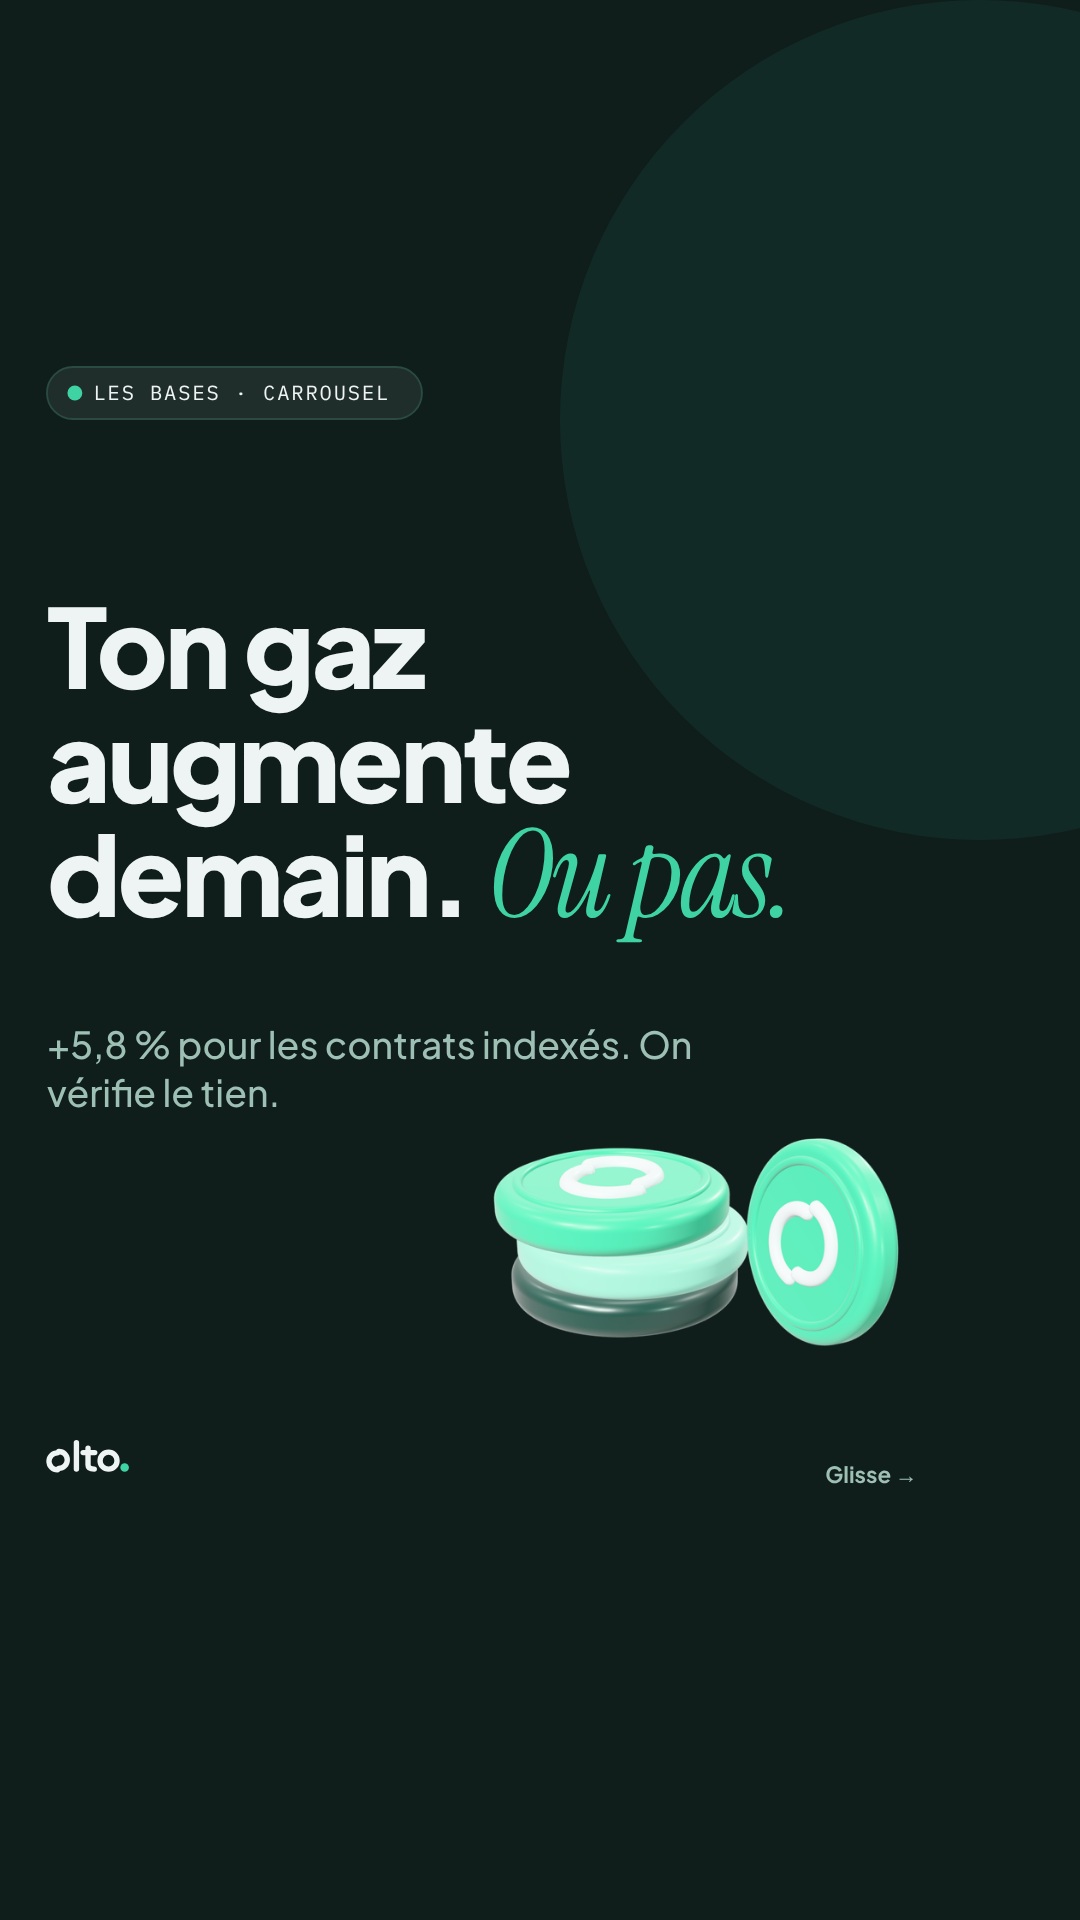 LES BASES · CARROUSEL
Ton gaz
augmente
demain. Ou pas.
+5,8 % pour les contrats indexés. On
vérifie le tien.
olto.
Glisse →